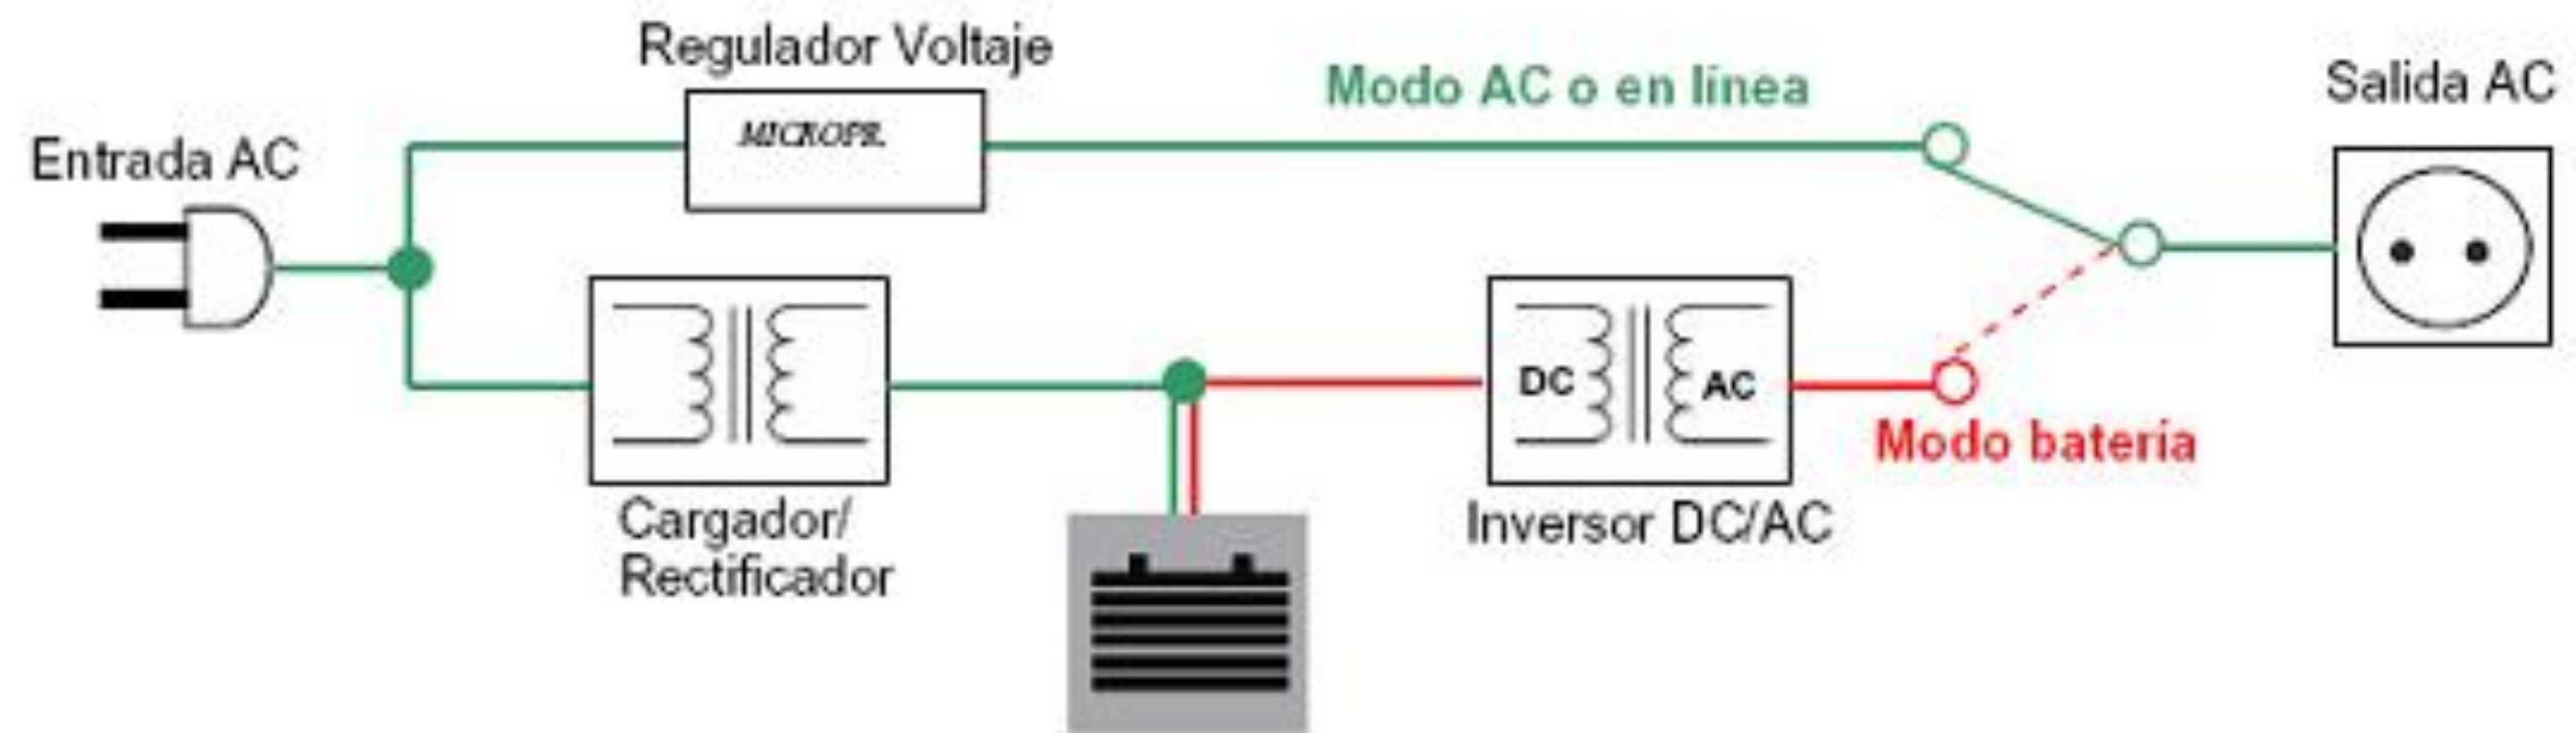 Regulador Voltaje
MICROPR.
Modo AC o en línea
Salida AC
Entrada AC
DC
AC
Modo batería
Cargador/
Rectificador
Inversor DC/AC